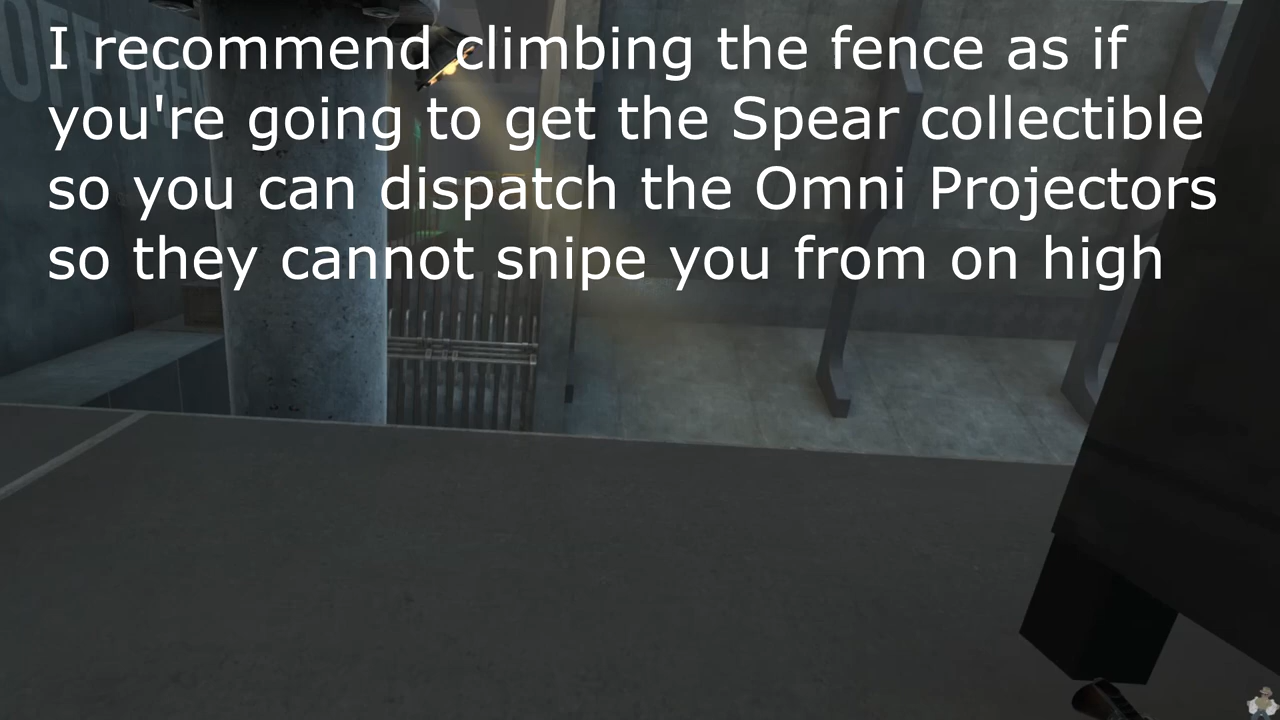 I recommend climbing the fence as if
you're going to get the Spear collectible
so you can dispatch the Omni Projectors
so they cannot snipe you from on high